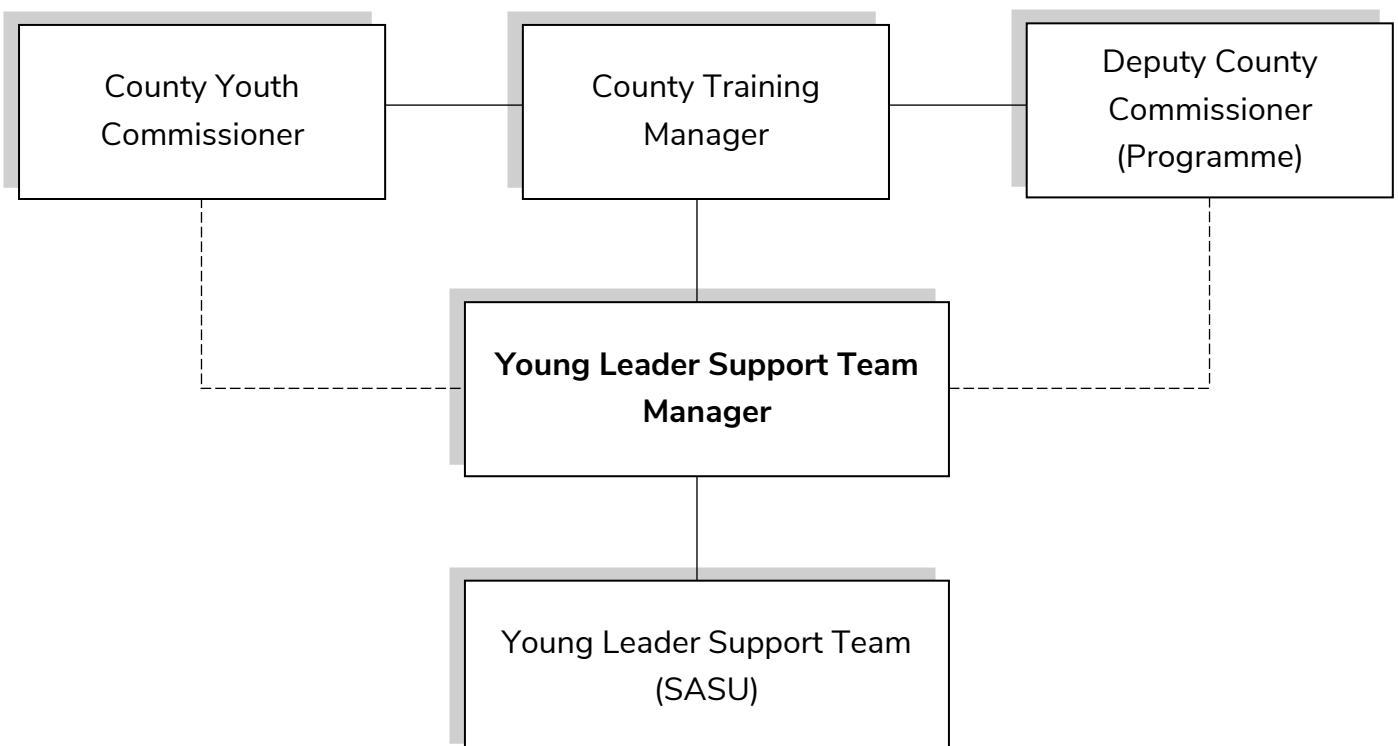 County Youth
Commissioner
County Training
Manager
Deputy County
Commissioner
(Programme)
Young Leader Support Team
Manager
Young Leader Support Team
(SASU)